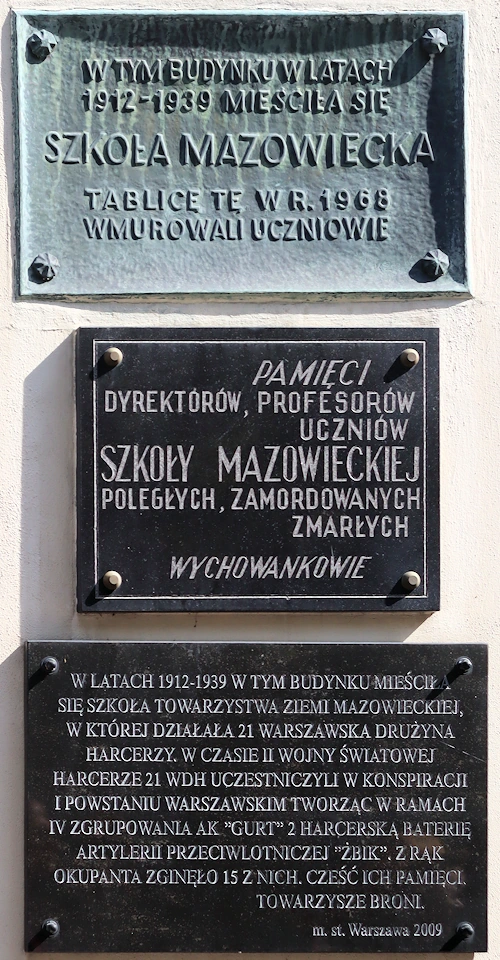 W TYM BUDYNKU W LATACH
1912-1939 MIEŚCIŁA SIĘ
SZKOŁA MAZOWIECKA
TABLICĘ TĘ W R. 1968
WMUROWALI UCZNIOWIE
PAMIĘCI
DYREKTORÓW, PROFESORÓW
UCZNIÓW
SZKOŁY MAZOWIECKIEJ
POLEGŁYCH, ZAMORDOWANYCH
ZMARŁYCH
WYCHOWANKOWIE
W LATACH 1912-1939 W TYM BUDYNKU MIEŚCIŁA
SIĘ SZKOŁA TOWARZYSTWA ZIEMI MAZOWIECKIEJ,
W KTÓREJ DZIAŁAŁA 21 WARSZAWSKA DRUŻYNA
HARCERZY. W CZASIE II WOJNY ŚWIATOWEJ
HARCERZE 21 WDH UCZESTNICZYLI W KONSPIRACJI
I POWSTANIU WARSZAWSKIM TWORZĄC W RAMACH
IV ZGRUPOWANIA AK "GURT" 2 HARCERSKĄ BATERIĘ
ARTYLERII PRZECIWLOTNICZEJ "ŻBIK". Z RĄK
OKUPANTA ZGINĘŁO 15 Z NICH. CZEŚĆ ICH PAMIĘCI.
TOWARZYSZE BRONI.
m. st. Warszawa 2009